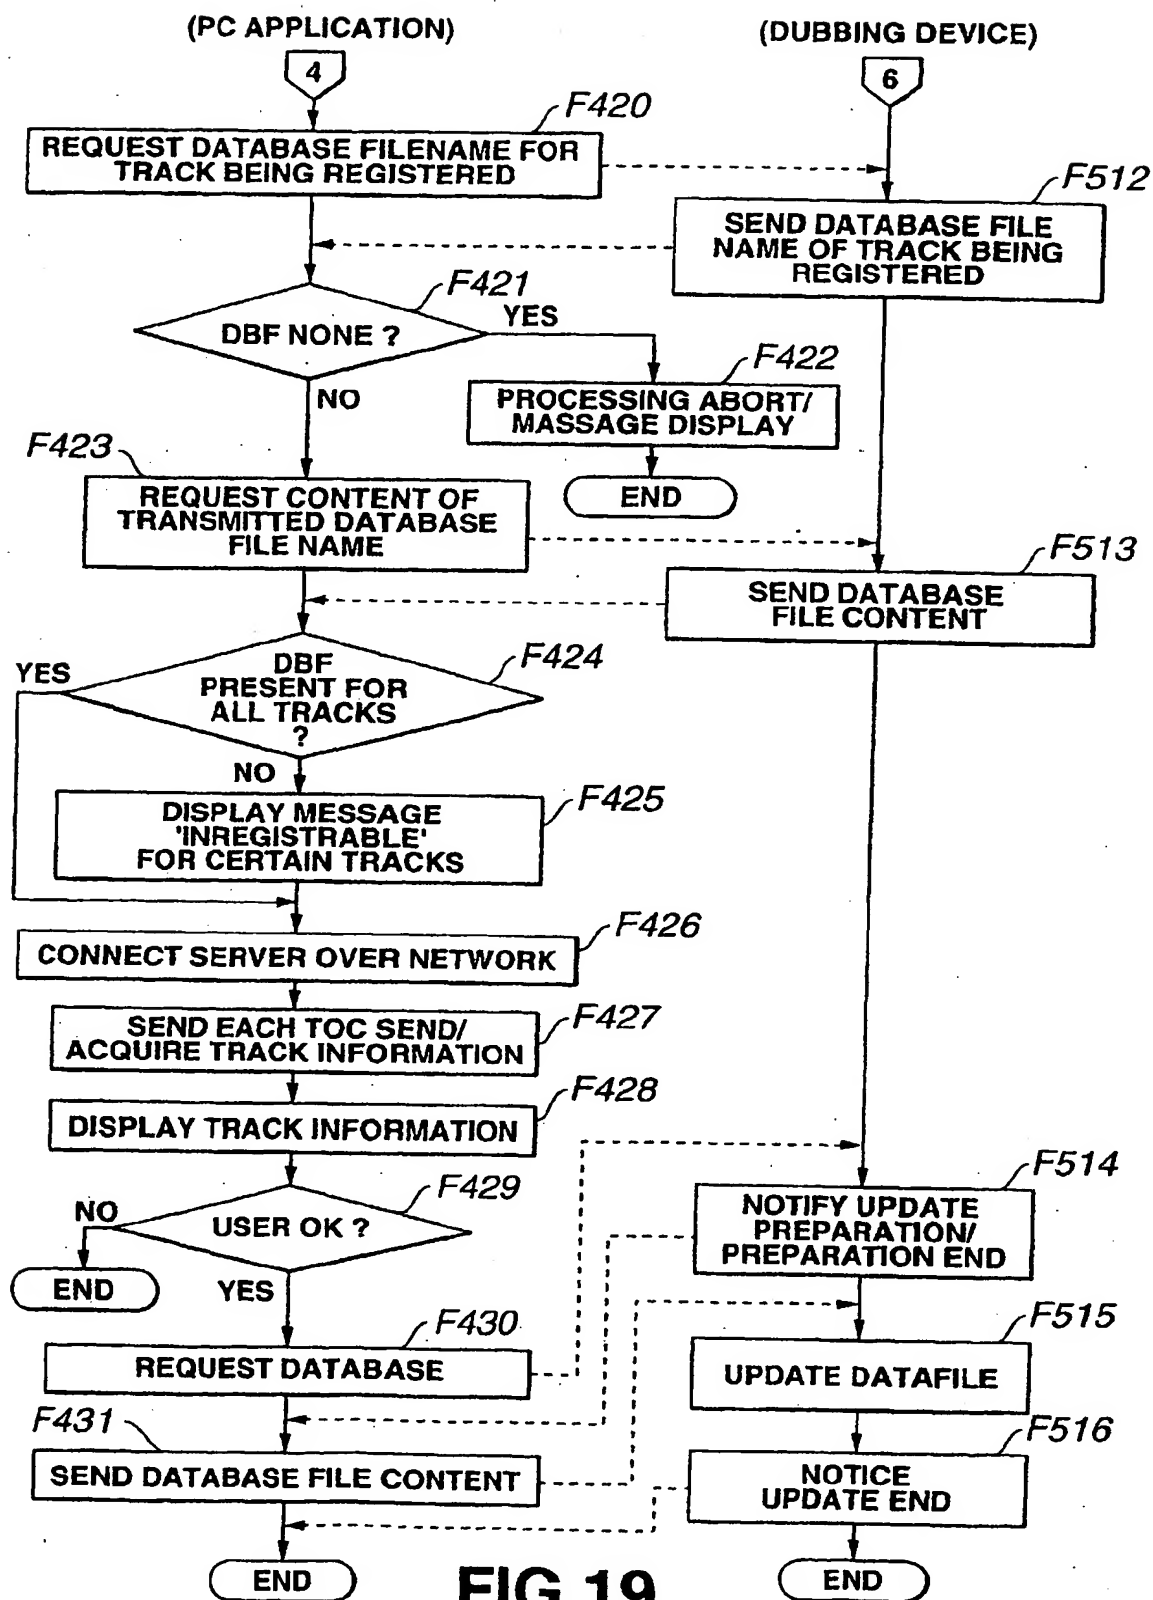 (PC APPLICATION)
(DUBBING DEVICE)
4
6
F420
REQUEST DATABASE FILENAME FOR
TRACK BEING REGISTERED
F512
SEND DATABASE FILE
NAME OF TRACK BEING
REGISTERED
F421
DBF NONE ?
YES
NO
F422
PROCESSING ABORT/
MASSAGE DISPLAY
END
F423
REQUEST CONTENT OF
TRANSMITTED DATABASE
FILE NAME
F513
SEND DATABASE
FILE CONTENT
F424
DBF
PRESENT FOR
ALL TRACKS
?
YES
NO
F425
DISPLAY MESSAGE
'INREGISTRABLE'
FOR CERTAIN TRACKS
F426
CONNECT SERVER OVER NETWORK
F427
SEND EACH TOC SEND/
ACQUIRE TRACK INFORMATION
F428
DISPLAY TRACK INFORMATION
F429
USER OK ?
NO
END
YES
F514
NOTIFY UPDATE
PREPARATION/
PREPARATION END
F430
REQUEST DATABASE
F515
UPDATE DATAFILE
F431
SEND DATABASE FILE CONTENT
F516
NOTICE
UPDATE END
END
END
FIG.19